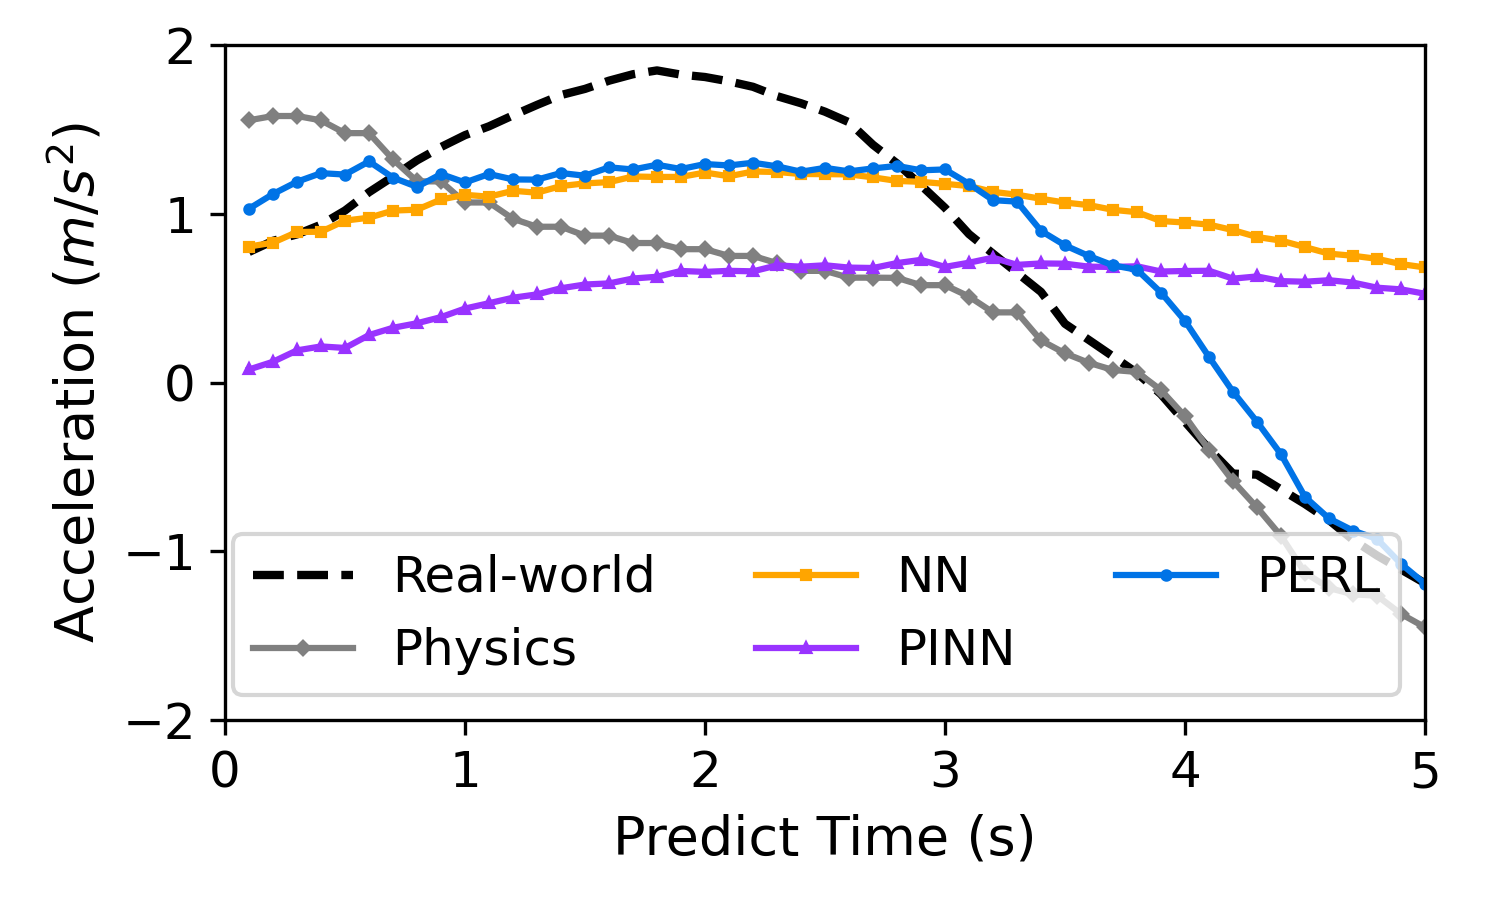 2
1
0
−1
−2
Acceleration (m/s²)
Real-world
Physics
NN
PINN
PERL
0 1 2 3 4 5
Predict Time (s)